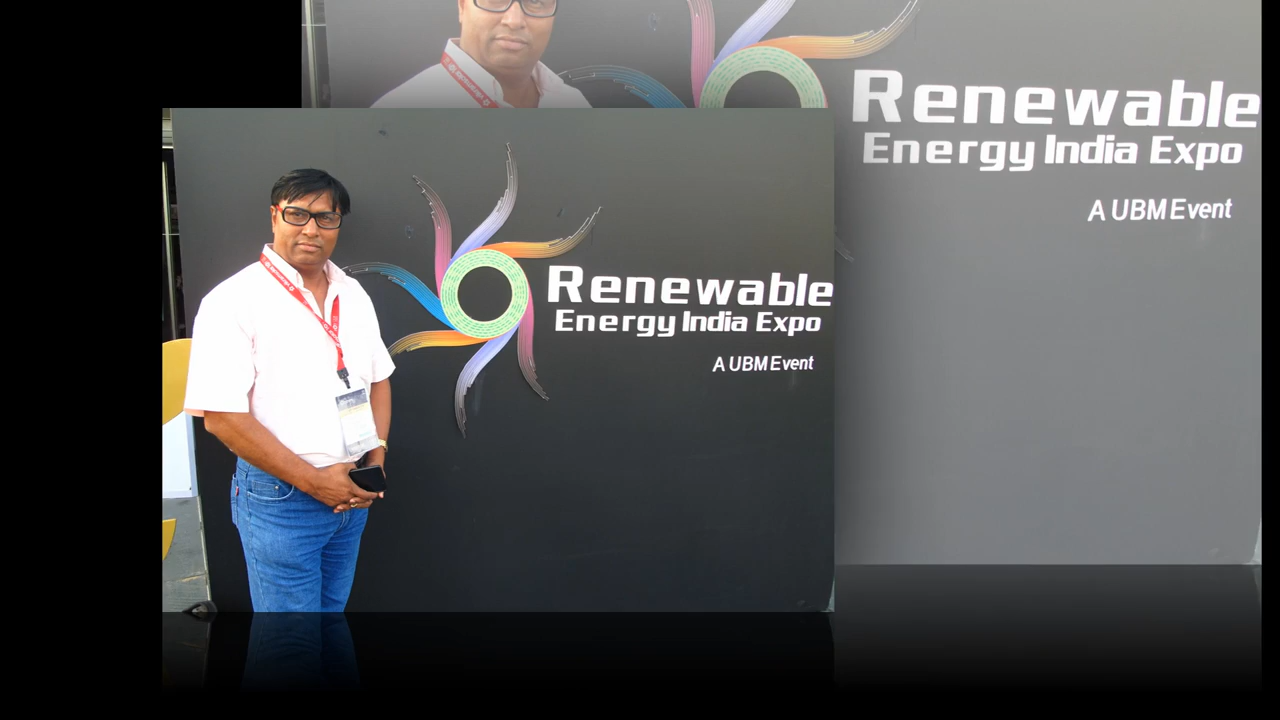 Renewable
Energy India Expo
A UBM Event
Renewable
Energy India Expo
A UBM Event